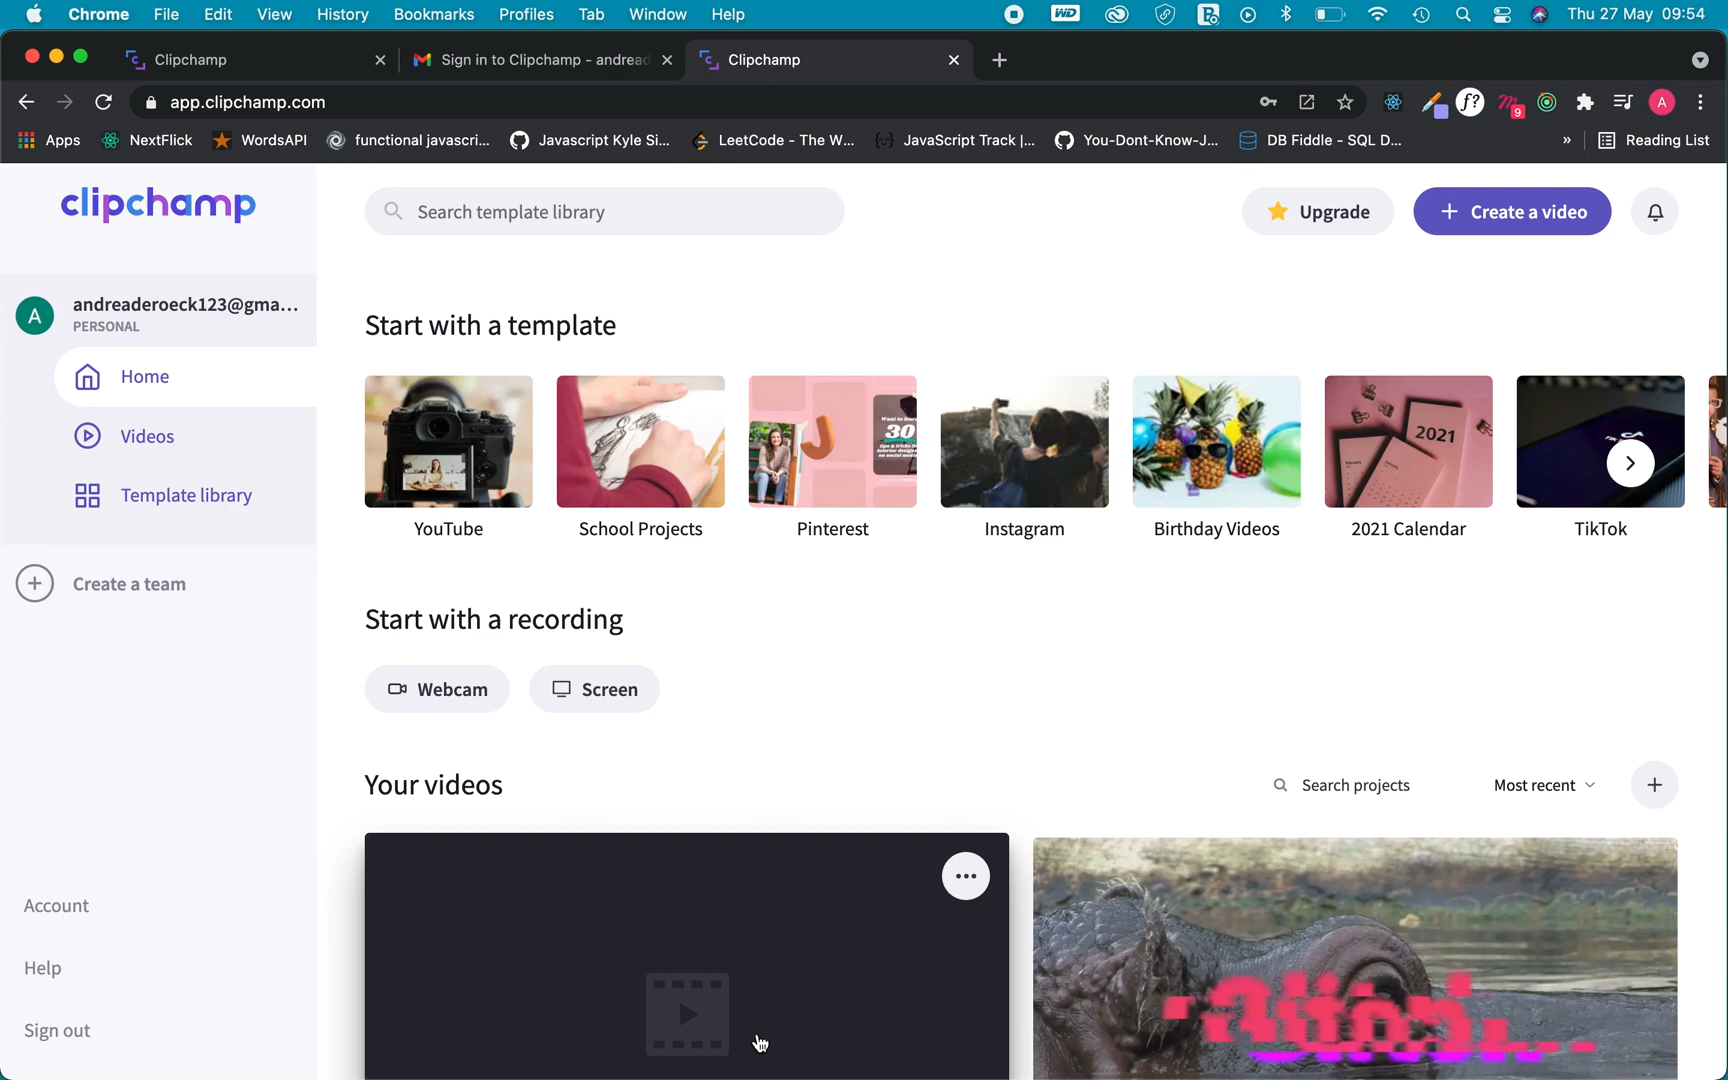 Chrome File Edit View History Bookmarks Profiles Tab Window Help WD Thu 27 May 09:54
Clipchamp Sign in to Clipchamp - andread Clipchamp
app.clipchamp.com f? 9 A
Apps NextFlick WordsAPI functional javascri... Javascript Kyle Si... LeetCode - The W... JavaScript Track |... You-Dont-Know-J... DB Fiddle - SQL D... » Reading List
clipchamp
Search template library
Upgrade
+ Create a video
A
andreaderoeck123@gma...
PERSONAL
Home
Videos
Template library
Create a team
Account
Help
Sign out
Start with a template
30
2021
YouTube School Projects Pinterest Instagram Birthday Videos 2021 Calendar TikTok
Start with a recording
Webcam Screen
Your videos
Search projects Most recent